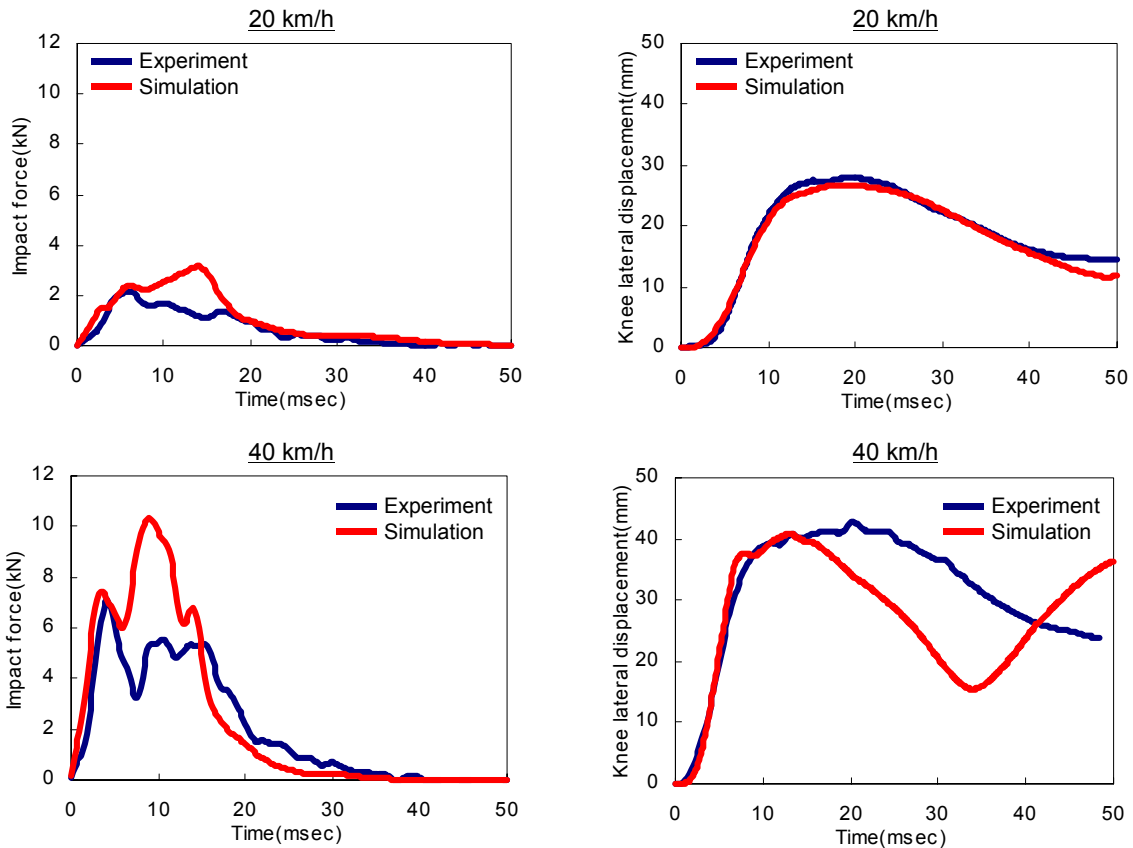 20 km/h
12
10
8
6
4
2
0
Impact force(kN)
Experiment
Simulation
0 10 20 30 40 50
Time(msec)
20 km/h
50
40
30
20
10
0
Knee lateral displacement(mm)
Experiment
Simulation
0 10 20 30 40 50
Time(msec)
40 km/h
12
10
8
6
4
2
0
Impact force(kN)
Experiment
Simulation
0 10 20 30 40 50
Time(msec)
40 km/h
50
40
30
20
10
0
Knee lateral displacement(mm)
Experiment
Simulation
0 10 20 30 40 50
Time(msec)